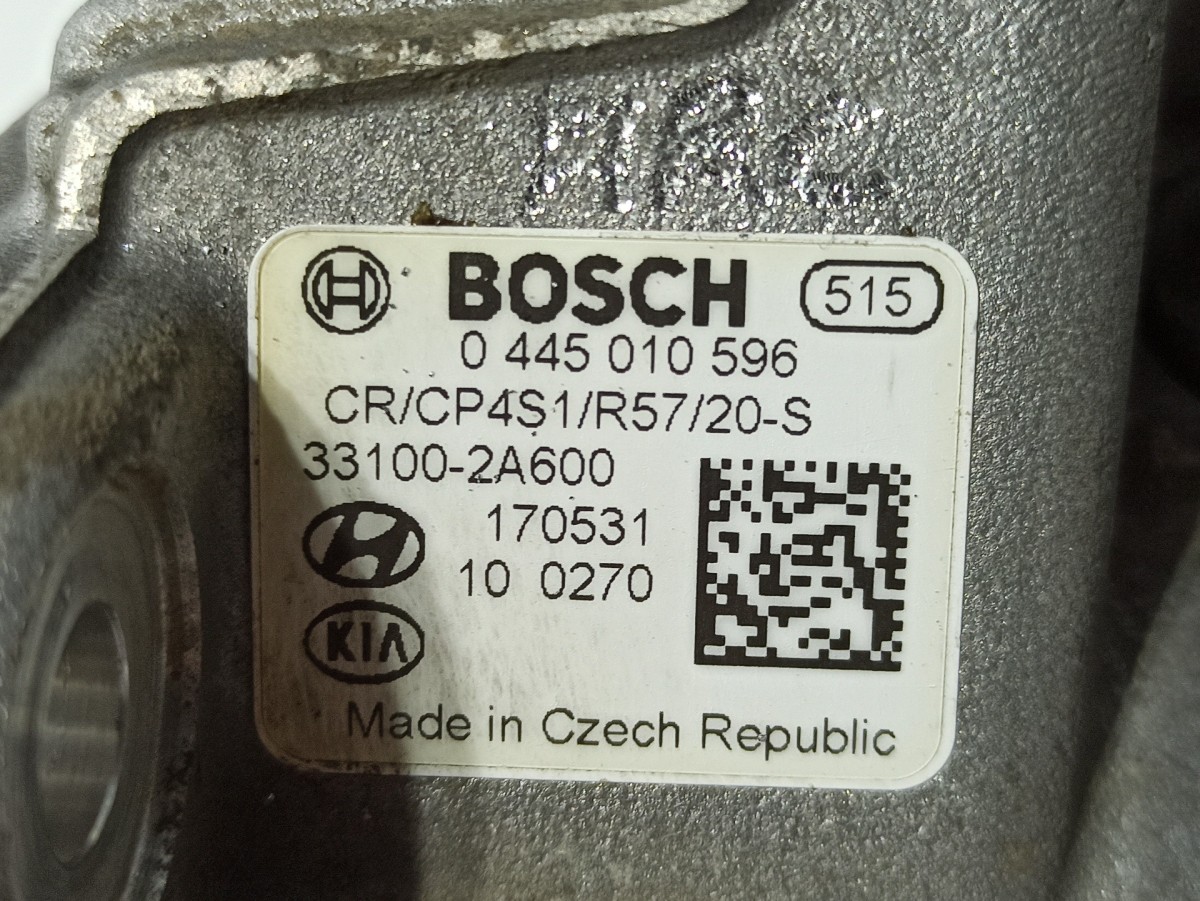 BOSCH 515
0 445 010 596
CR/CP4S1/R57/20-S
33100-2A600
170531
10 0270
KIA
Made in Czech Republic